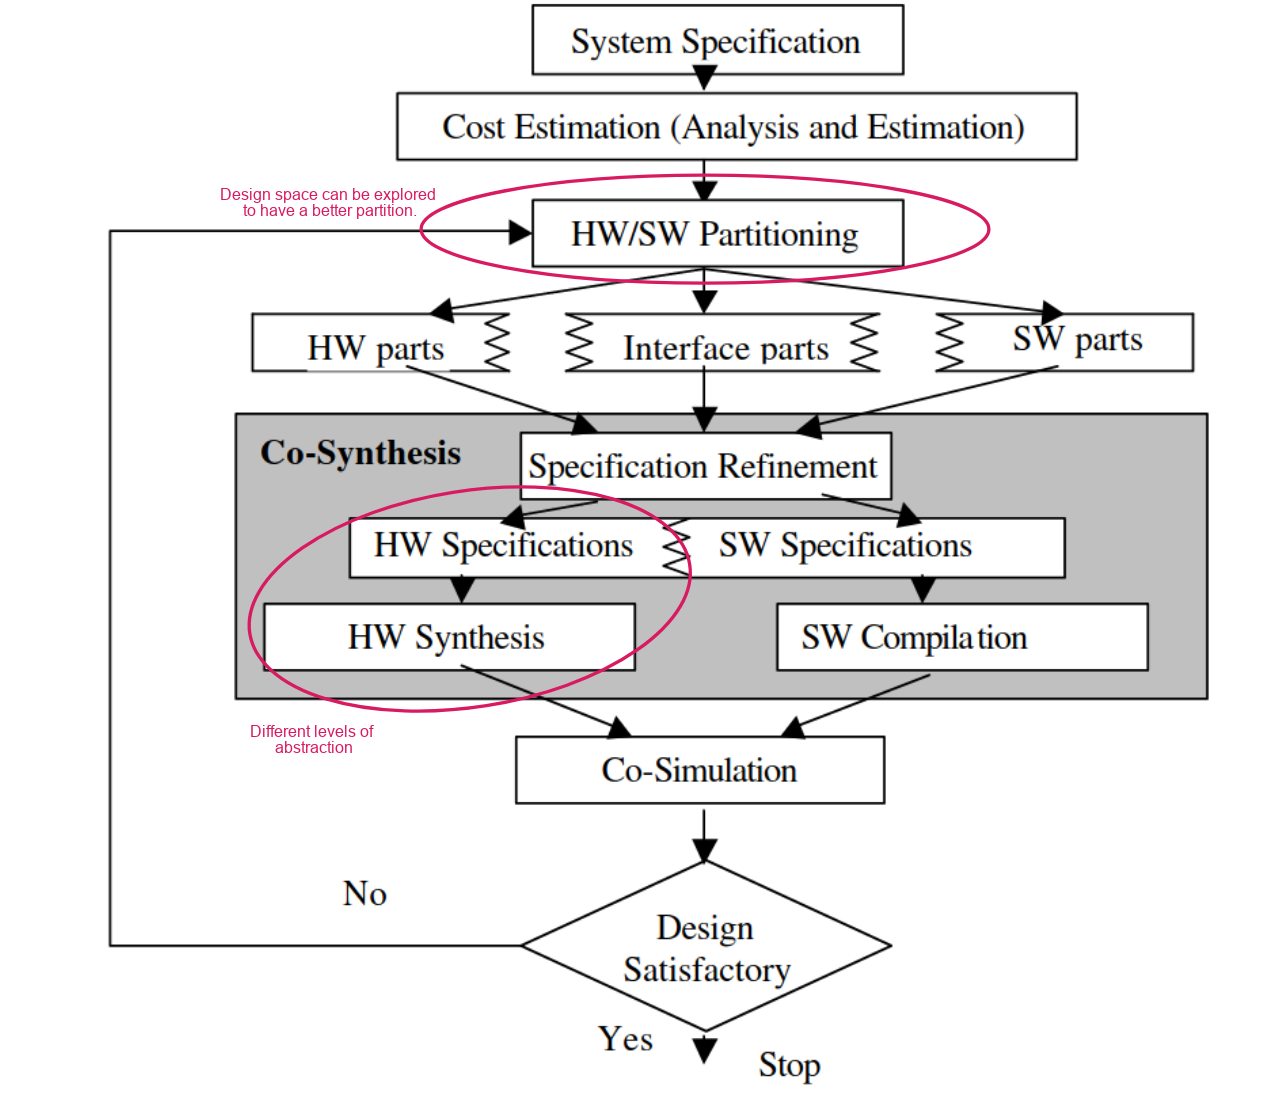 System Specification
Cost Estimation (Analysis and Estimation)
Design space can be explored
to have a better partition.
HW/SW Partitioning
HW parts
Interface parts
SW parts
Co-Synthesis
Specification Refinement
HW Specifications
SW Specifications
HW Synthesis
SW Compilation
Different levels of
abstraction
Co-Simulation
No
Design
Satisfactory
Yes
Stop